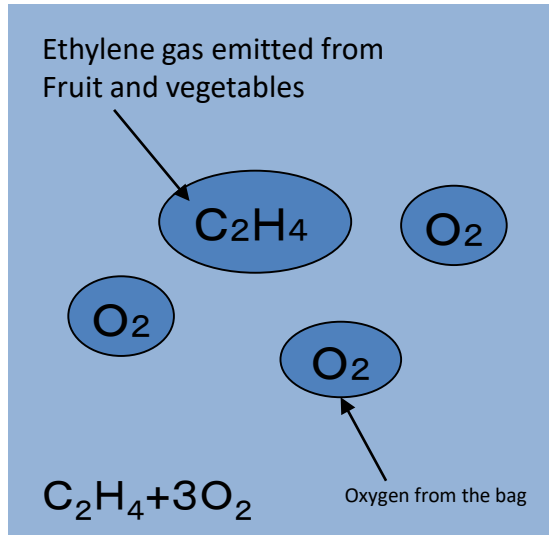 Ethylene gas emitted from
Fruit and vegetables
C₂H₄
O₂
O₂
O₂
C₂H₄+3O₂
Oxygen from the bag